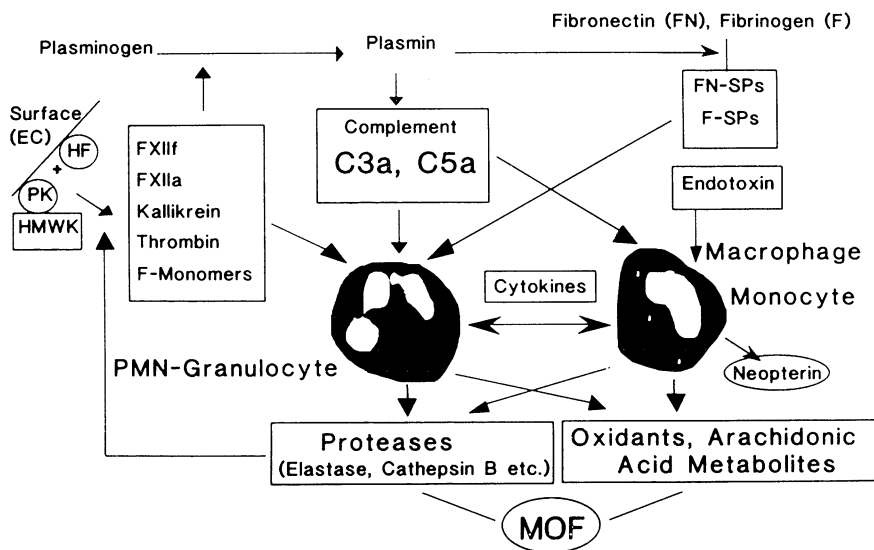 Fibronectin (FN), Fibrinogen (F)
Plasminogen
Plasmin
Surface
(EC)
HF
+
PK
HMWK
FXIIf
FXIIa
Kallikrein
Thrombin
F-Monomers
Complement
C3a, C5a
FN-SPs
F-SPs
Endotoxin
Macrophage
Monocyte
Cytokines
PMN-Granulocyte
Neopterin
Proteases
(Elastase, Cathepsin B etc.)
Oxidants, Arachidonic
Acid Metabolites
MOF